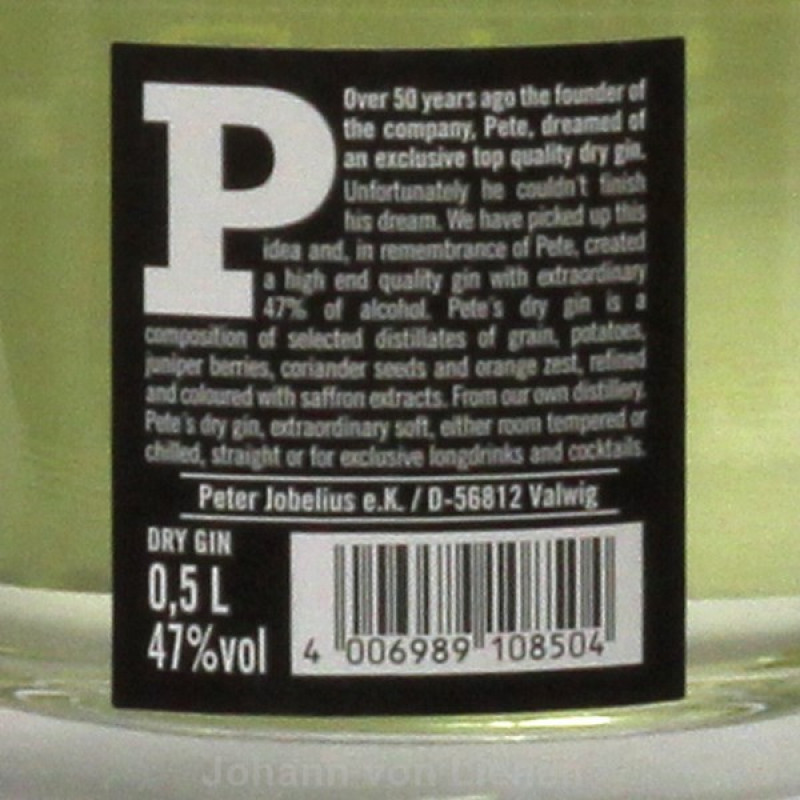 P
Over 50 years ago the founder of
the company, Pete, dreamed of
an exclusive top quality dry gin.
Unfortunately he couldn't finish
his dream. We have picked up this
idea and, in remembrance of Pete, created
a high end quality gin with extraordinary
47% of alcohol. Pete's dry gin is a
composition of selected distillates of grain, potatoes,
juniper berries, coriander seeds and orange zest, refined
and coloured with saffron extracts. From our own distillery.
Pete's dry gin, extraordinary soft, either room tempered or
chilled, straight or for exclusive longdrinks and cocktails.
Peter Jobelius e.K. / D-56812 Valwig
DRY GIN
0,5 L
47%vol
4 006989 108504
Johann von